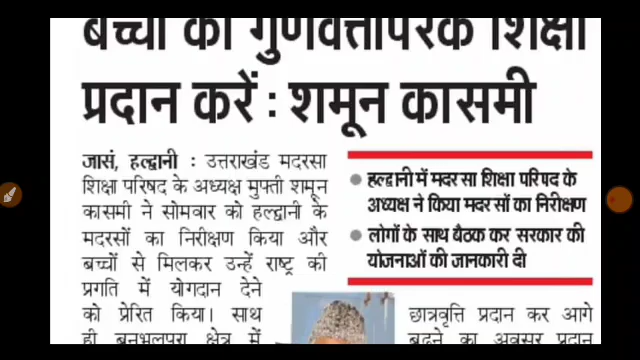 बच्चों को गुणवत्तापरक शिक्षा
प्रदान करें : शमून कासमी
जासं, हल्द्वानी : उत्तराखंड मदरसा
शिक्षा परिषद के अध्यक्ष मुफ्ती शमून
कासमी ने सोमवार को हल्द्वानी के
मदरसों का निरीक्षण किया और
बच्चों से मिलकर उन्हें राष्ट्र की
प्रगति में योगदान देने
को प्रेरित किया। साथ
ही बनभूलपुरा क्षेत्र में
हल्द्वानी में मदरसा शिक्षा परिषद के
अध्यक्ष ने किया मदरसों का निरीक्षण
लोगों के साथ बैठक कर सरकार की
योजनाओं की जानकारी दी
छात्रवृत्ति प्रदान कर आगे
बढ़ने का अवसर प्रदान